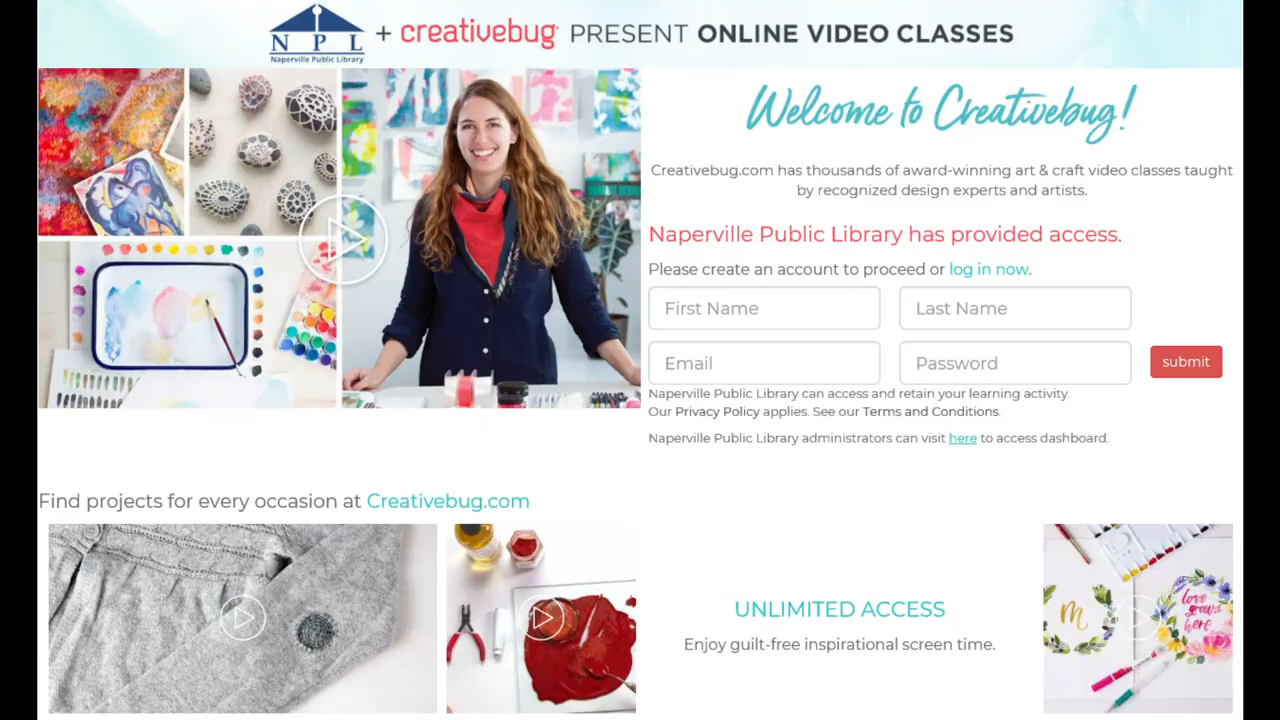 N P L
Naperville Public Library
+ creativebug PRESENT ONLINE VIDEO CLASSES
Welcome to Creativebug!
Creativebug.com has thousands of award-winning art & craft video classes taught
by recognized design experts and artists.
Naperville Public Library has provided access.
Please create an account to proceed or log in now.
First Name
Last Name
Email
Password
submit
Naperville Public Library can access and retain your learning activity.
Our Privacy Policy applies. See our Terms and Conditions.
Naperville Public Library administrators can visit here to access dashboard.
Find projects for every occasion at Creativebug.com
UNLIMITED ACCESS
Enjoy guilt-free inspirational screen time.
m
love
grows
here